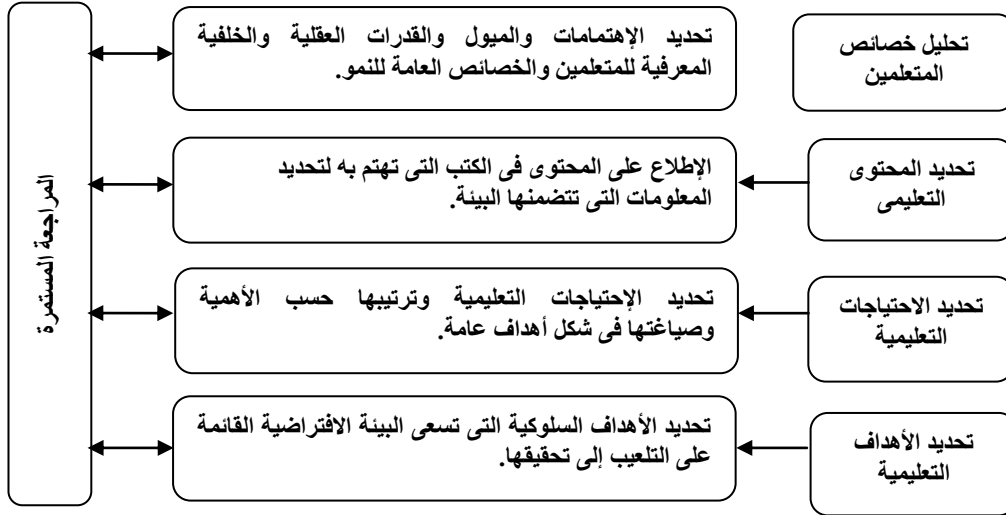 تحليل خصائص
المتعلمين
تحديد الإهتمامات والميول والقدرات العقلية والخلفية
المعرفية للمتعلمين والخصائص العامة للنمو.
تحديد المحتوى
التعليمى
الإطلاع على المحتوى فى الكتب التى تهتم به لتحديد
المعلومات التى تتضمنها البيئة.
تحديد الاحتياجات
التعليمية
تحديد الإحتياجات التعليمية وترتيبها حسب الأهمية
وصياغتها فى شكل أهداف عامة.
تحديد الأهداف
التعليمية
تحديد الأهداف السلوكية التى تسعى البيئة الافتراضية القائمة
على التلعيب إلى تحقيقها.
المراجعة المستمرة